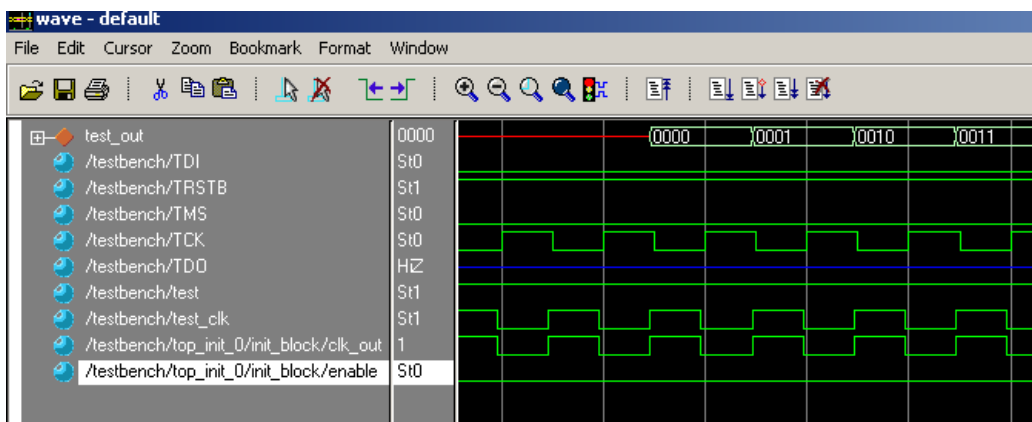 wave - default
File Edit Cursor Zoom Bookmark Format Window
test_out 0000 0000 0001 0010 0011
/testbench/TDI St0
/testbench/TRSTB St1
/testbench/TMS St0
/testbench/TCK St0
/testbench/TDO HiZ
/testbench/test St1
/testbench/test_clk St1
/testbench/top_init_0/init_block/clk_out 1
/testbench/top_init_0/init_block/enable St0